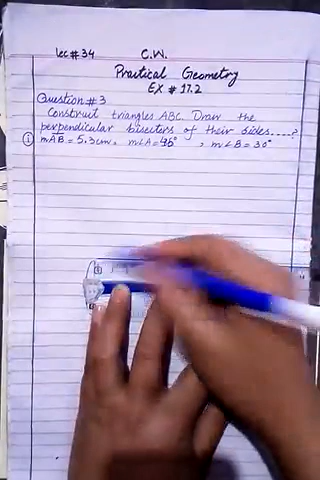 Lec # 34 C.W.
Practical Geometry
EX # 17.2
Question # 3
Construct triangles ABC. Draw the
perpendicular bisectors of their sides....?
(i) mAB = 5.3cm, m∠A = 45° , m∠B = 30°